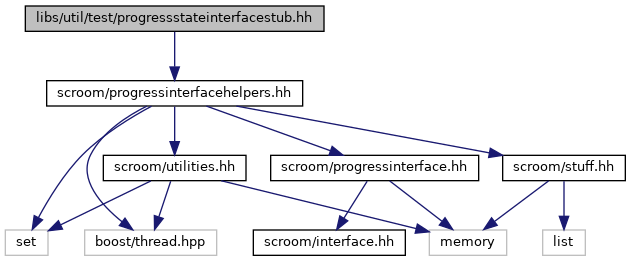 libs/util/test/progressstateinterfacestub.hh
scroom/progressinterfacehelpers.hh
scroom/utilities.hh
scroom/progressinterface.hh
scroom/stuff.hh
set
boost/thread.hpp
scroom/interface.hh
memory
list